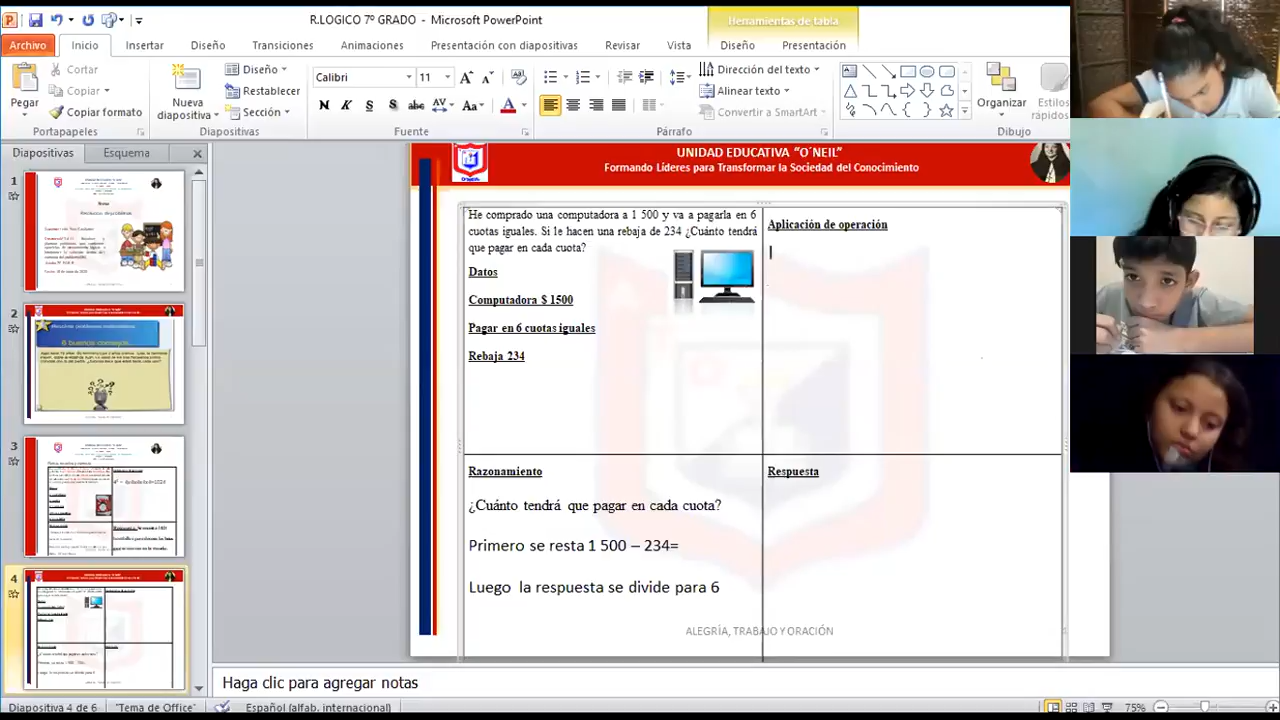 R.LOGICO 7º GRADO - Microsoft PowerPoint
Herramientas de tabla
Archivo Inicio Insertar Diseño Transiciones Animaciones Presentación con diapositivas Revisar Vista Diseño Presentación
Pegar
Cortar
Copiar
Copiar formato
Portapapeles
Nueva
diapositiva
Diseño
Restablecer
Sección
Diapositivas
Calibri 11
N K S S abc AV Aa A
Fuente
Párrafo
Dirección del texto
Alinear texto
Convertir a SmartArt
Organizar
Estilos
rápidos
Dibujo
Diapositivas Esquema
1
2
3
4
UNIDAD EDUCATIVA “O´NEIL”
Formando Líderes para Transformar la Sociedad del Conocimiento
He comprado una computadora a 1 500 y va a pagarla en 6
cuotas iguales. Si le hacen una rebaja de 234 ¿Cuánto tendrá
que pagar en cada cuota?
Datos
Computadora $ 1500
Pagar en 6 cuotas iguales
Rebaja 234
Aplicación de operación
Razonamiento
¿Cuánto tendrá que pagar en cada cuota?
Primero se resta 1 500 – 234=
Luego la respuesta se divide para 6
Respuesta
ALEGRÍA, TRABAJO Y ORACIÓN
Haga clic para agregar notas
Diapositiva 4 de 6 "Tema de Office" Español (alfab. internacional) 75%